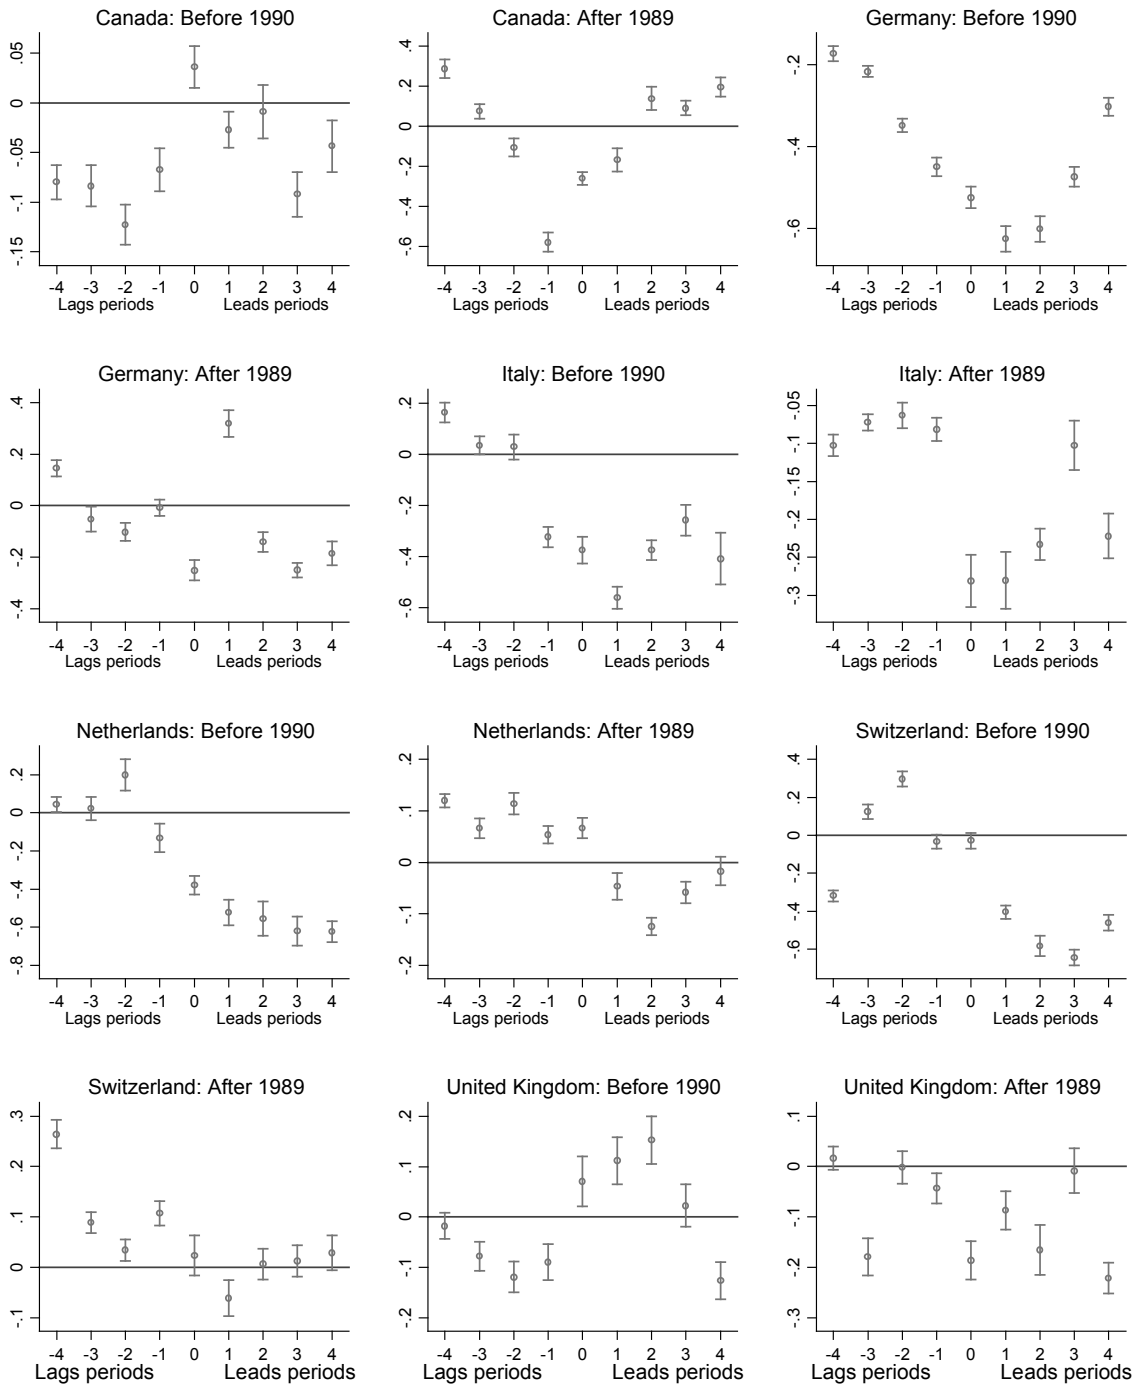 Canada: Before 1990
.05
0
-.05
-.1
-.15
-4 -3 -2 -1 0 1 2 3 4
Lags periods Leads periods
Canada: After 1989
.4
.2
0
-.2
-.4
-.6
-4 -3 -2 -1 0 1 2 3 4
Lags periods Leads periods
Germany: Before 1990
-.2
-.4
-.6
-4 -3 -2 -1 0 1 2 3 4
Lags periods Leads periods
Germany: After 1989
.4
.2
0
-.2
-.4
-4 -3 -2 -1 0 1 2 3 4
Lags periods Leads periods
Italy: Before 1990
.2
0
-.2
-.4
-.6
-4 -3 -2 -1 0 1 2 3 4
Lags periods Leads periods
Italy: After 1989
-.05
-.1
-.15
-.2
-.25
-.3
-4 -3 -2 -1 0 1 2 3 4
Lags periods Leads periods
Netherlands: Before 1990
.2
0
-.2
-.4
-.6
-.8
-4 -3 -2 -1 0 1 2 3 4
Lags periods Leads periods
Netherlands: After 1989
.2
.1
0
-.1
-.2
-4 -3 -2 -1 0 1 2 3 4
Lags periods Leads periods
Switzerland: Before 1990
.4
.2
0
-.2
-.4
-.6
-4 -3 -2 -1 0 1 2 3 4
Lags periods Leads periods
Switzerland: After 1989
.3
.2
.1
0
-.1
-4 -3 -2 -1 0 1 2 3 4
Lags periods Leads periods
United Kingdom: Before 1990
.2
.1
0
-.1
-.2
-4 -3 -2 -1 0 1 2 3 4
Lags periods Leads periods
United Kingdom: After 1989
.1
0
-.1
-.2
-.3
-4 -3 -2 -1 0 1 2 3 4
Lags periods Leads periods